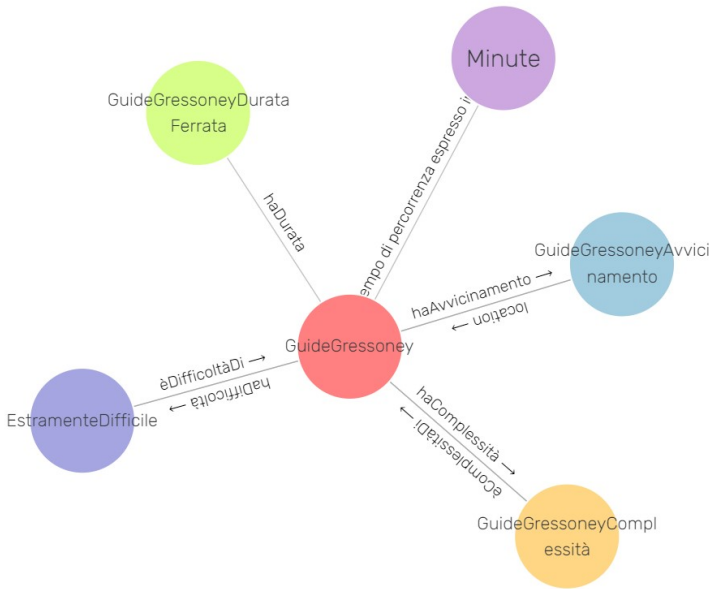 Minute
GuideGressoneyDurata
Ferrata
empo di percorrenza espresso i
haDurata
GuideGressoneyAvvici
namento
haAvvicinamento →
location →
GuideGressoney
èDifficoltàDi →
haDifficoltà →
EstramenteDifficile
haComplessità →
èComplessitàDi →
GuideGressoneyCompl
essità